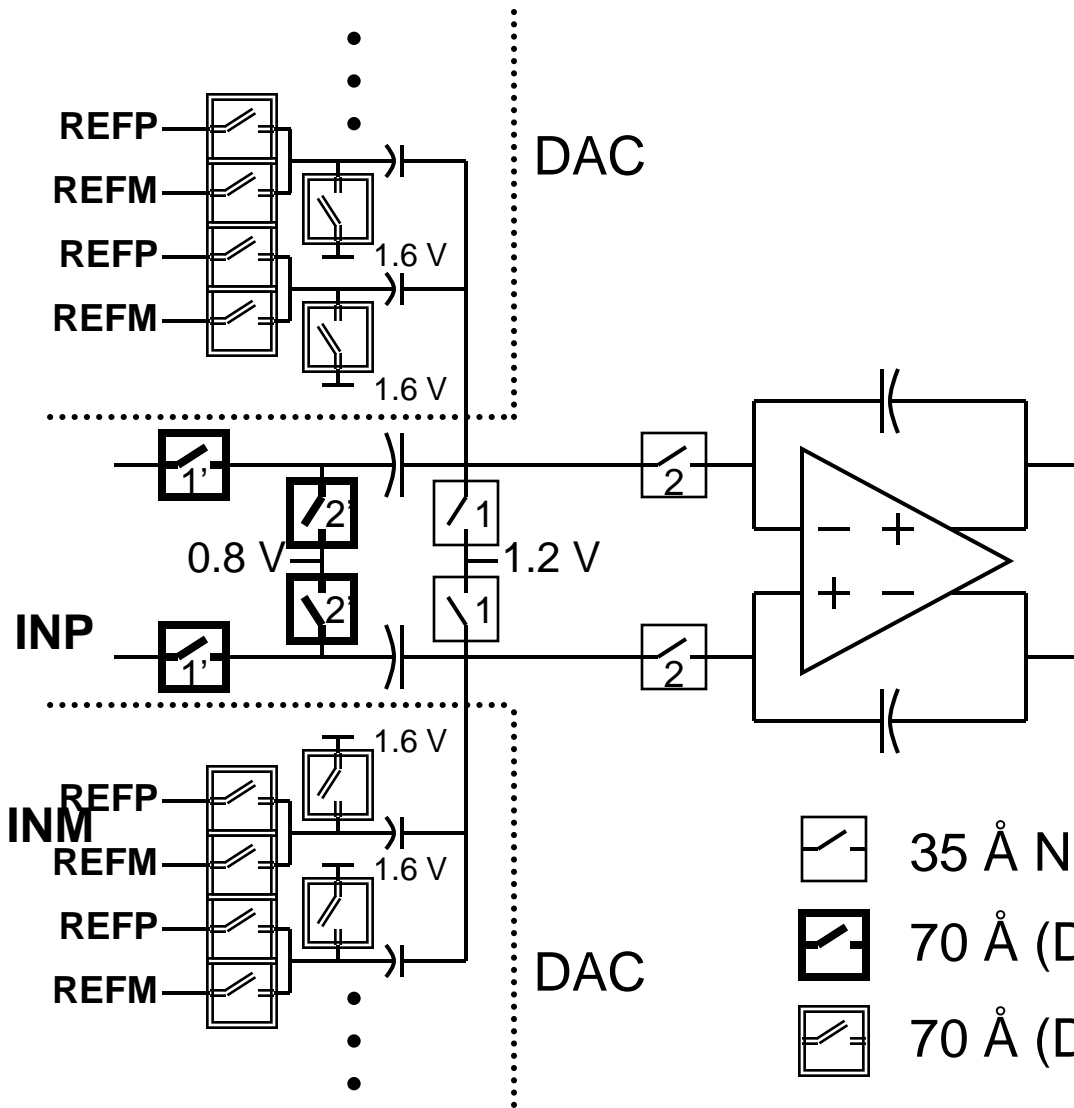 REFP
DAC
REFM
REFP
1.6 V
REFM
1.6 V
1'
2
2'
1
− +
0.8 V
1.2 V
+ −
2'
1
INP
1'
2
1.6 V
REFP
INM
REFM
1.6 V
35 Å N
REFP
70 Å (D
REFM
DAC
70 Å (D